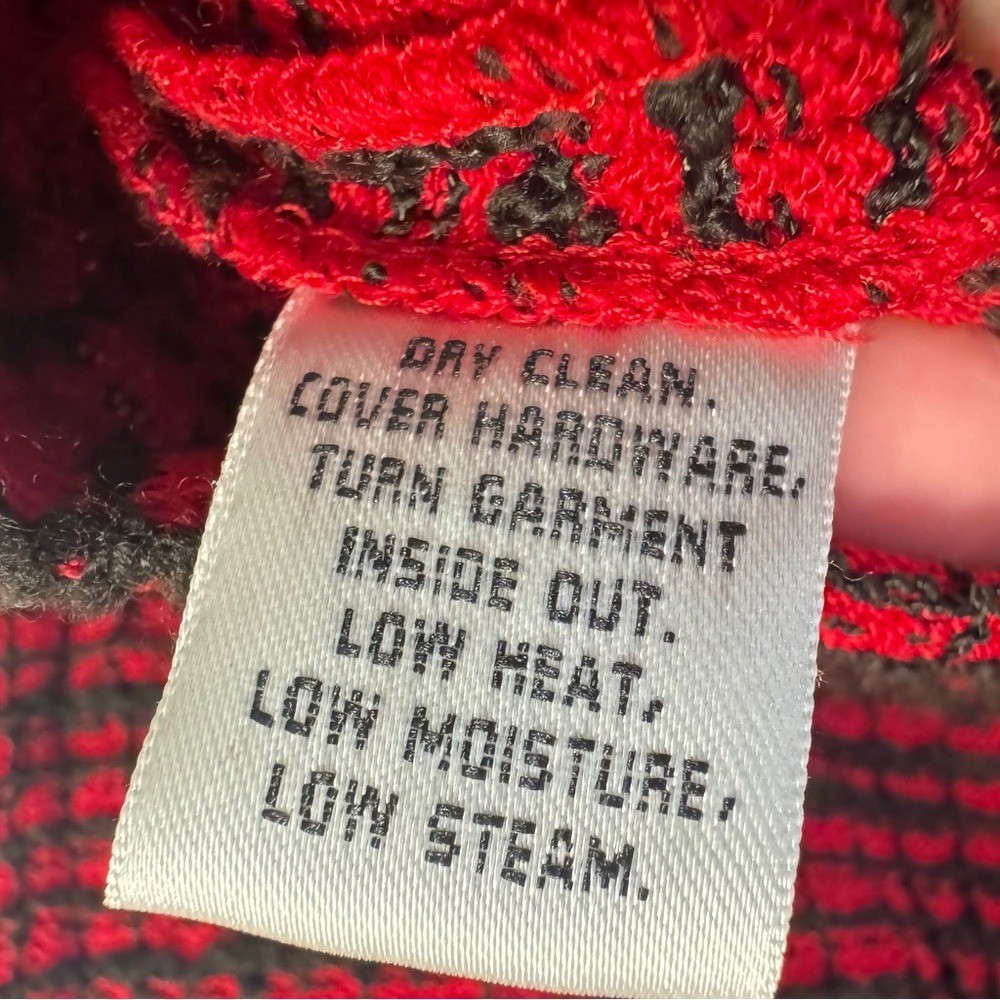 DRY CLEAN.
COVER HARDWARE,
TURN GARMENT
INSIDE OUT.
LOW HEAT,
LOW MOISTURE,
LOW STEAM.